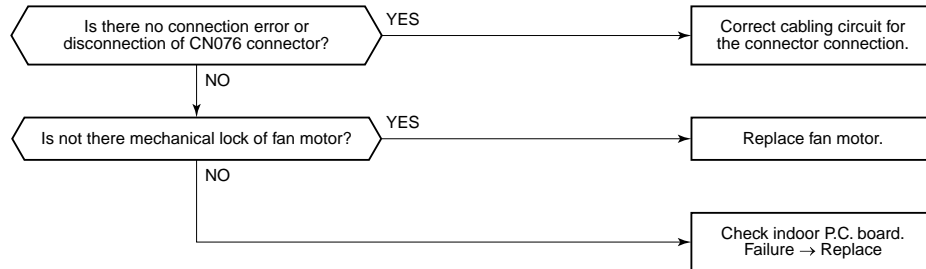 Is there no connection error or
disconnection of CN076 connector?
YES
Correct cabling circuit for
the connector connection.
NO
Is not there mechanical lock of fan motor?
YES
Replace fan motor.
NO
Check indoor P.C. board.
Failure → Replace